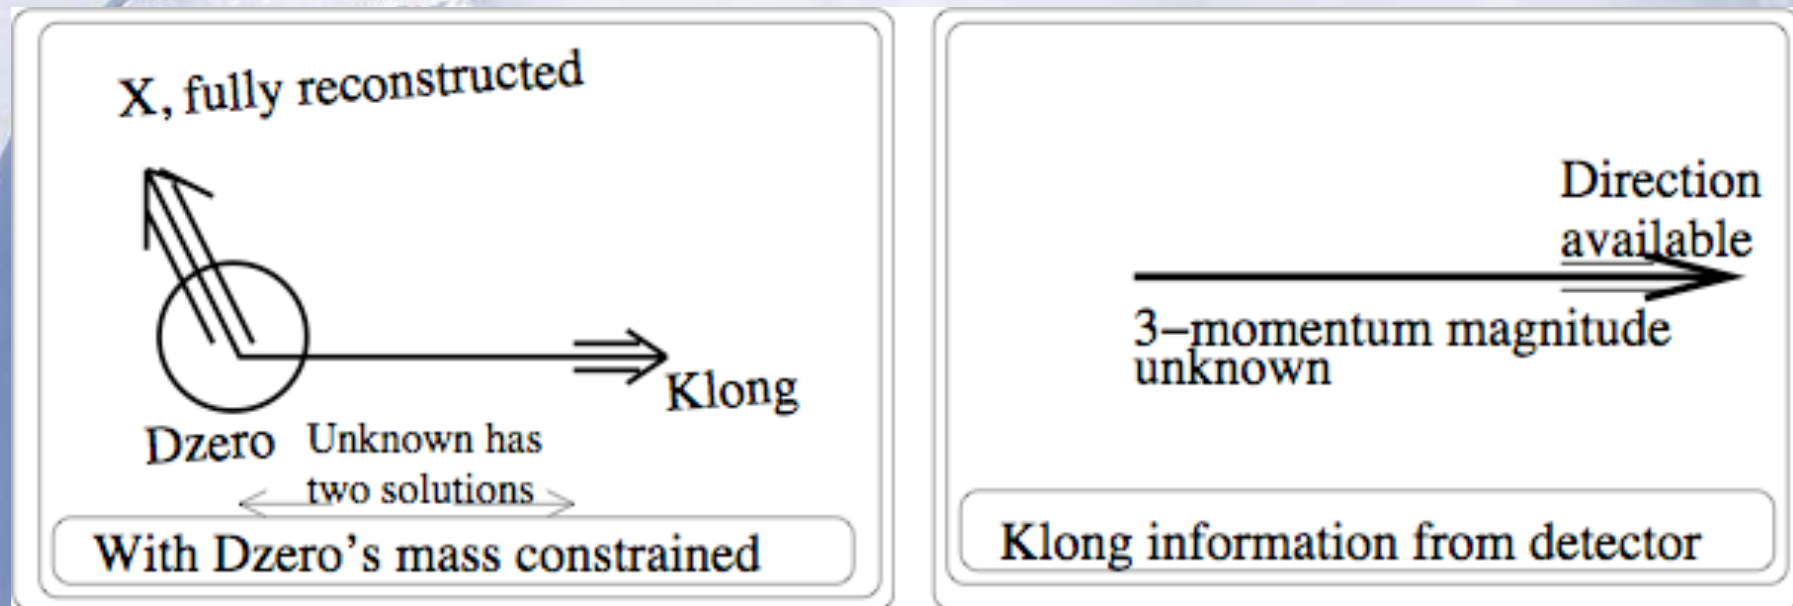 X, fully reconstructed
Dzero
Unknown has
two solutions
Klong
With Dzero's mass constrained
Direction
available
3−momentum magnitude
unknown
Klong information from detector